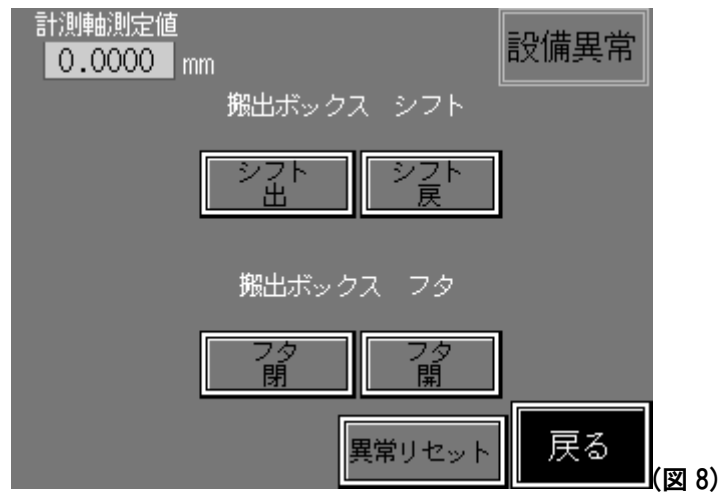 計測軸測定値
0.0000 mm
設備異常
搬出ボックス シフト
シフト
出
シフト
戻
搬出ボックス フタ
フタ
閉
フタ
開
異常リセット
戻る
(図 8)